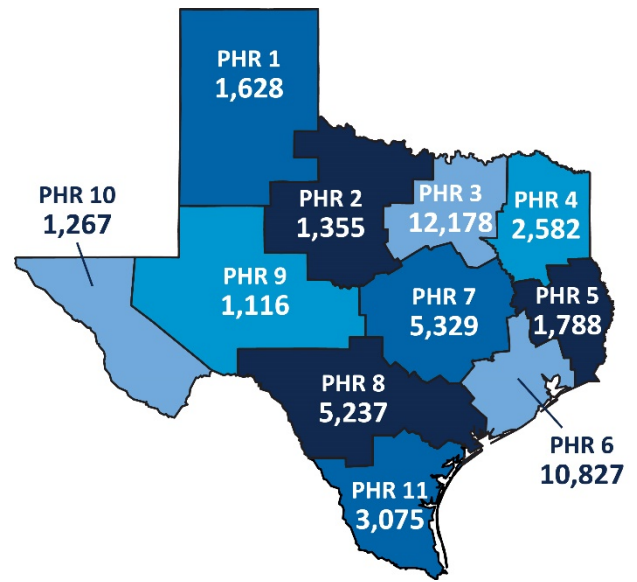 PHR 1
1,628
PHR 2
1,355
PHR 3
12,178
PHR 4
2,582
PHR 10
1,267
PHR 9
1,116
PHR 7
5,329
PHR 5
1,788
PHR 8
5,237
PHR 6
10,827
PHR 11
3,075